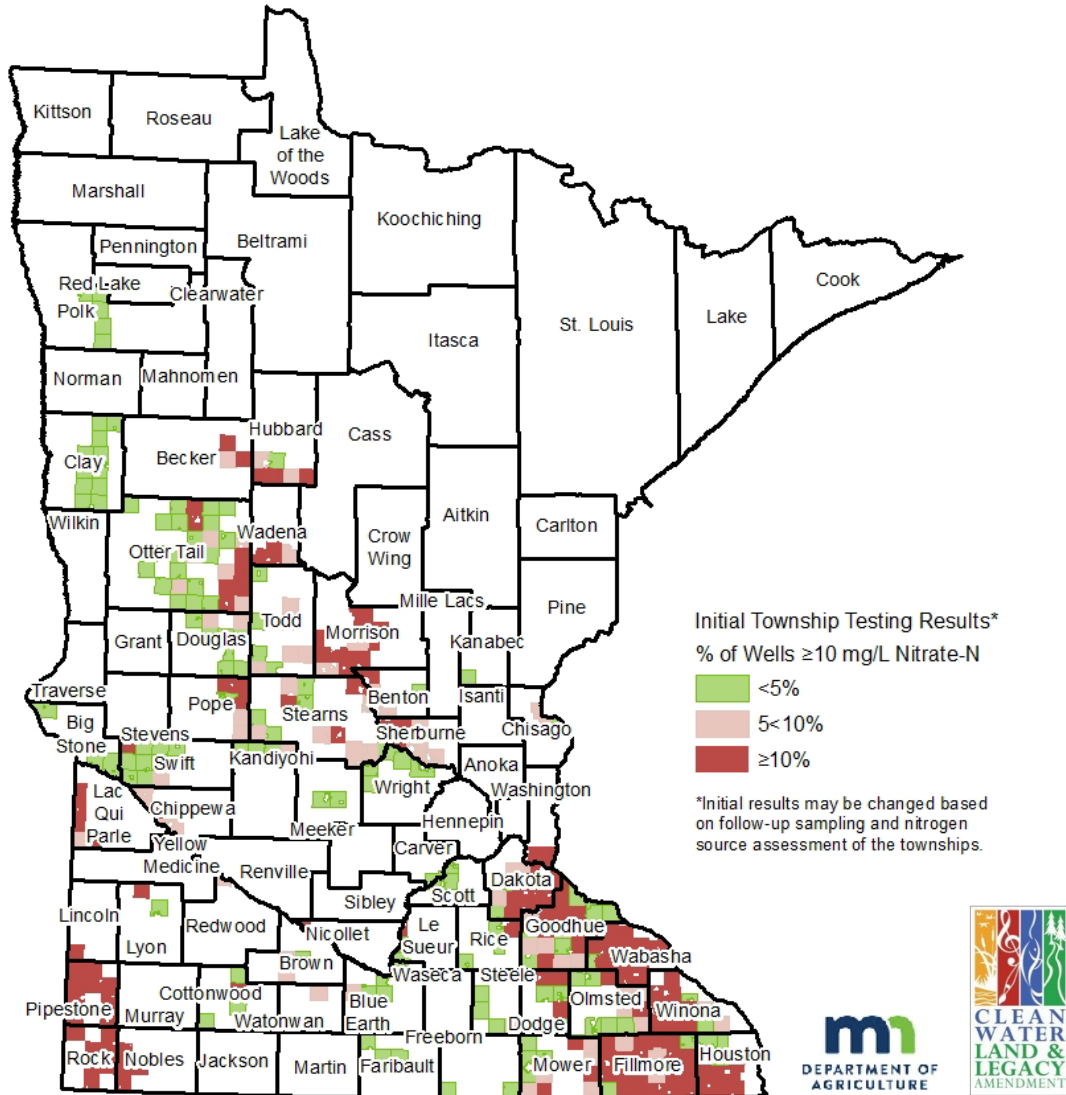 Kittson
Roseau
Lake
of the
Woods
Marshall
Koochiching
Pennington
Beltrami
Red Lake
Clearwater
Polk
Cook
St. Louis
Lake
Itasca
Norman
Mahnomen
Hubbard
Cass
Becker
Clay
Aitkin
Wilkin
Carlton
Wadena
Crow
Wing
Otter Tail
Mille Lacs
Pine
Todd
Morrison
Kanabec
Grant
Douglas
Traverse
Pope
Benton
Isanti
Big
Stone
Stevens
Stearns
Sherburne
Chisago
Swift
Kandiyohi
Anoka
Wright
Washington
Lac
Qui
Parle
Chippewa
Meeker
Hennepin
Yellow
Medicine
Carver
Renville
Dakota
Scott
Sibley
Lincoln
Lyon
Redwood
Nicollet
Le
Sueur
Rice
Goodhue
Wabasha
Brown
Waseca
Steele
Pipestone
Murray
Cottonwood
Watonwan
Blue
Earth
Olmsted
Winona
Dodge
Freeborn
Rock
Nobles
Jackson
Martin
Faribault
Mower
Fillmore
Houston
Initial Township Testing Results*
% of Wells ≥10 mg/L Nitrate-N
<5%
5<10%
≥10%
*Initial results may be changed based
on follow-up sampling and nitrogen
source assessment of the townships.
mn
DEPARTMENT OF
AGRICULTURE
CLEAN
WATER
LAND &
LEGACY
AMENDMENT